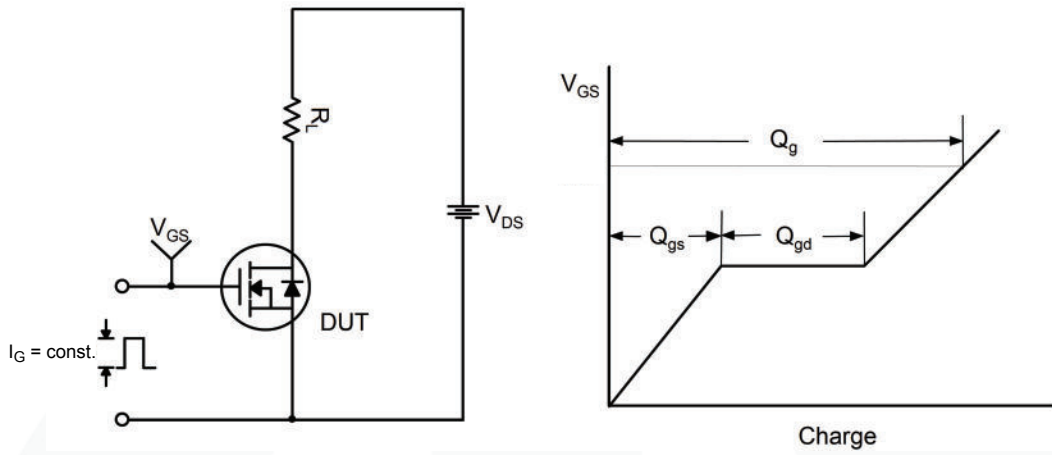 R_L
V_DS
V_GS
DUT
I_G = const.
V_GS
Q_g
Q_gs
Q_gd
Charge